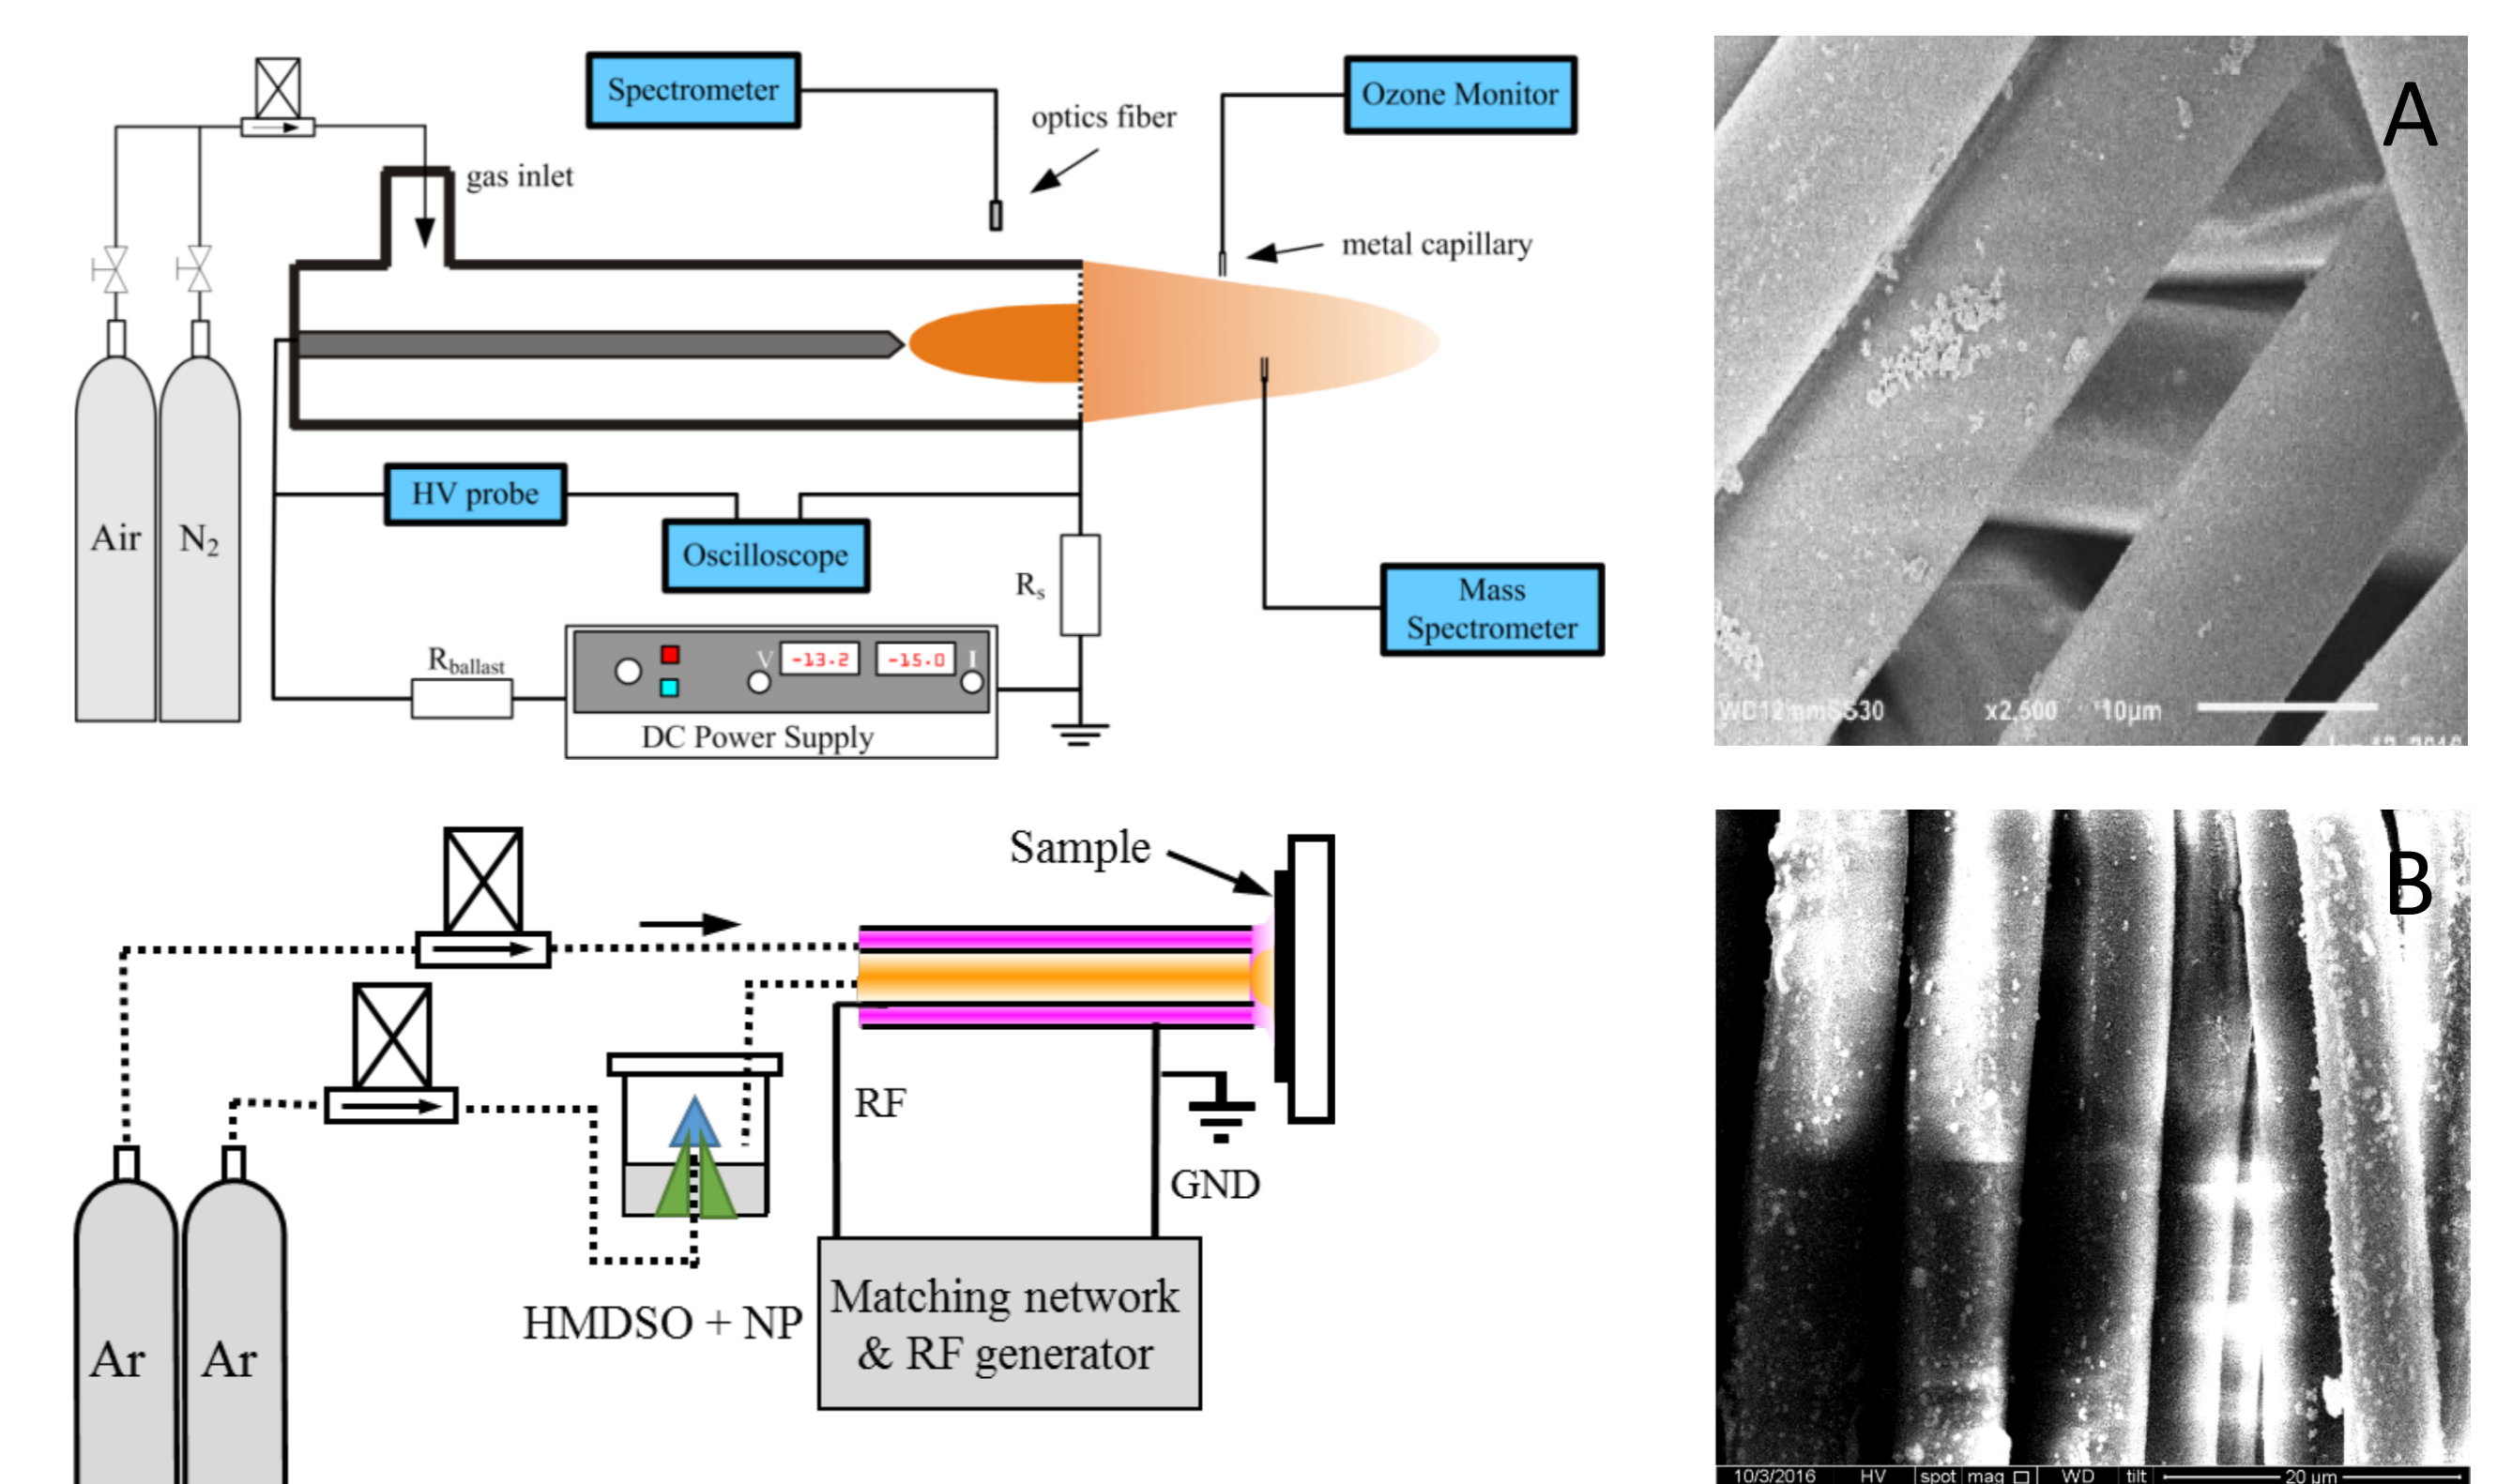 Spectrometer
optics fiber
Ozone Monitor
gas inlet
metal capillary
Air
N₂
HV probe
Oscilloscope
Rₛ
Mass
Spectrometer
R_ballast
V
-13.2
-15.0
I
DC Power Supply
A
WD12mmSS30 x2,500 10µm
Sample
RF
GND
HMDSO + NP
Matching network
& RF generator
Ar
Ar
B
10/3/2016 HV spot mag WD tilt 20 µm